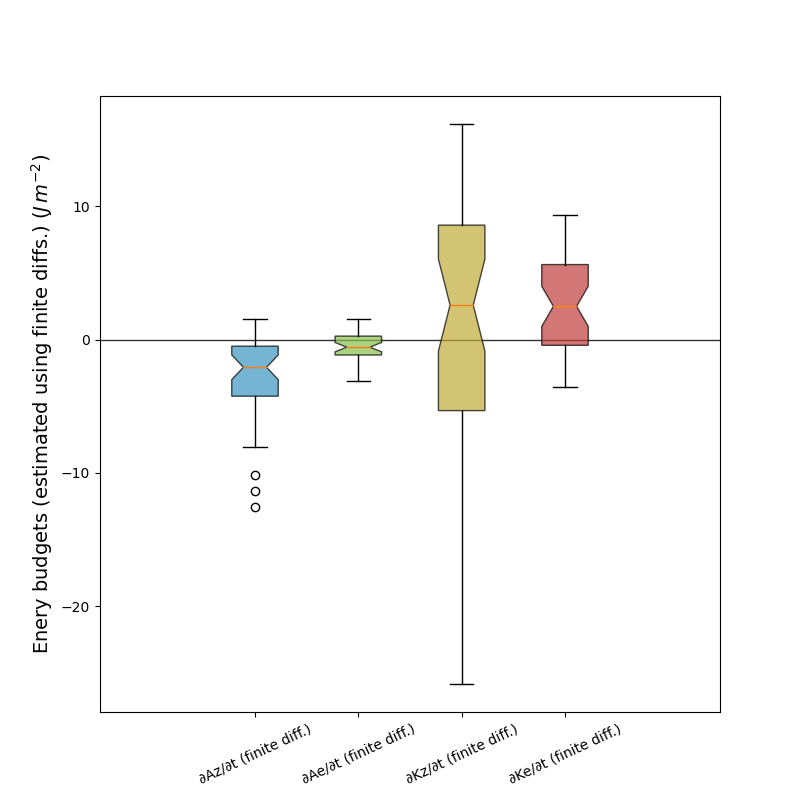 Enery budgets (estimated using finite diffs.) (J m⁻²)
10
0
−10
−20
∂Az/∂t (finite diff.)
∂Ae/∂t (finite diff.)
∂Kz/∂t (finite diff.)
∂Ke/∂t (finite diff.)